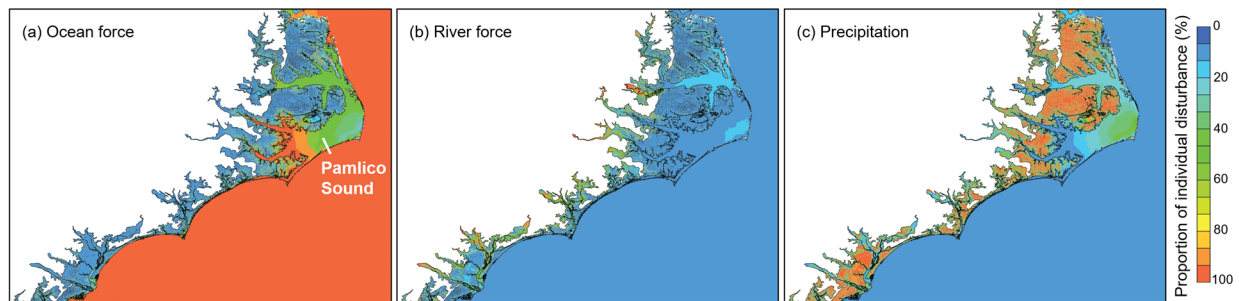 (a) Ocean force
Pamlico
Sound
(b) River force
(c) Precipitation
0
20
40
60
80
100
Proportion of individual disturbance (%)